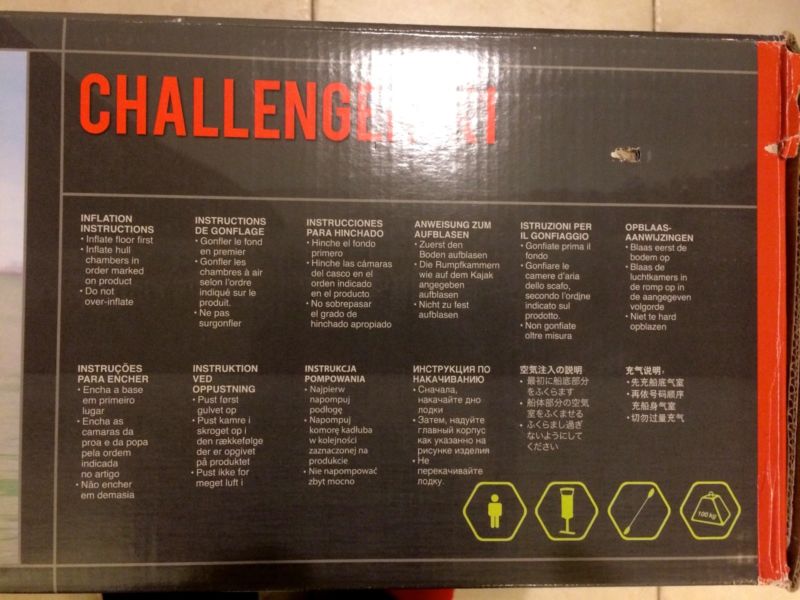 CHALLENGE
INFLATION
INSTRUCTIONS
• Inflate floor first
• Inflate hull
chambers in
order marked
on product
• Do not
over-inflate
INSTRUCTIONS
DE GONFLAGE
• Gonfler le fond
en premier
• Gonfler les
chambres à air
selon l'ordre
indiqué sur le
produit.
• Ne pas
surgonfler
INSTRUCCIONES
PARA HINCHADO
• Hinche el fondo
primero
• Hinche las cámaras
del casco en el
orden indicado
en el producto
• No sobrepasar
el grado de
hinchado apropiado
ANWEISUNG ZUM
AUFBLASEN
• Zuerst den
Boden aufblasen
• Die Rumpfkammern
wie auf dem Kajak
angegeben
aufblasen
• Nicht zu fest
aufblasen
ISTRUZIONI PER
IL GONFIAGGIO
• Gonfiate prima il
fondo
• Gonfiare le
camere d'aria
dello scafo,
secondo l'ordine
indicato sul
prodotto.
• Non gonfiate
oltre misura
OPBLAAS-
AANWIJZINGEN
• Blaas eerst de
bodem op
• Blaas de
luchtkamers in
de romp op in
de aangegeven
volgorde
• Niet te hard
opblazen
INSTRUÇÕES
PARA ENCHER
• Encha a base
em primeiro
lugar
• Encha as
camaras da
proa e da popa
pela ordem
indicada
no artigo
• Não encher
em demasia
INSTRUKTION
VED
OPPUSTNING
• Pust først
gulvet op
• Pust kamre i
skroget op i
den rækkefølge
der er opgivet
på produktet
• Pust ikke for
meget luft i
INSTRUKCJA
POMPOWANIA
• Najpierw
napompuj
podłogę
• Napompuj
komorę kadłuba
w kolejności
zaznaczonej na
produkcie
• Nie napompować
zbyt mocno
ИНСТРУКЦИЯ ПО
НАКАЧИВАНИЮ
• Сначала,
накачайте дно
лодки
• Затем, надуйте
главный корпус
как указанно на
рисунке изделия
• Не
перекачивайте
лодку.
空気注入の説明
• 最初に船底部分
をふくらます
• 船体部分の空気
室をふくませる
• ふくらまし過ぎ
ないようにして
ください
充气说明:
• 先充船底气室
• 再依号码顺序
充船身气室
• 切勿过量充气
100 kg